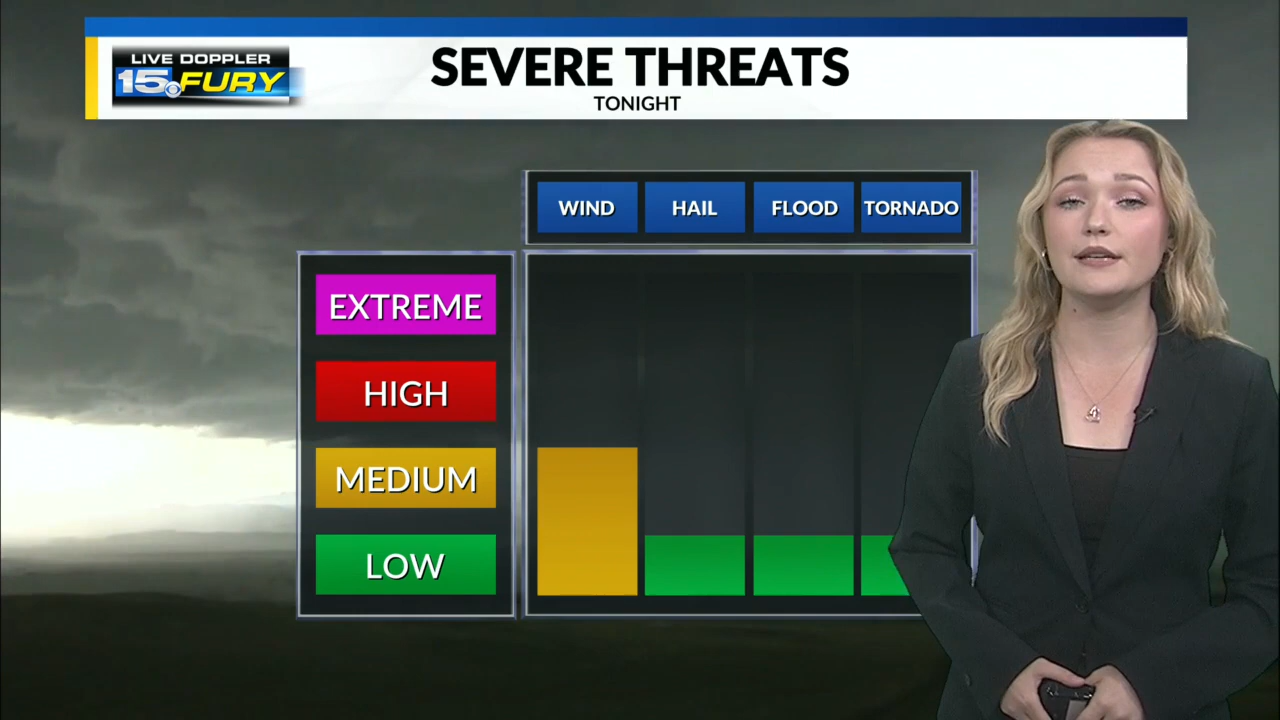 LIVE DOPPLER
15 FURY
SEVERE THREATS
TONIGHT
WIND HAIL FLOOD TORNADO
EXTREME
HIGH
MEDIUM
LOW